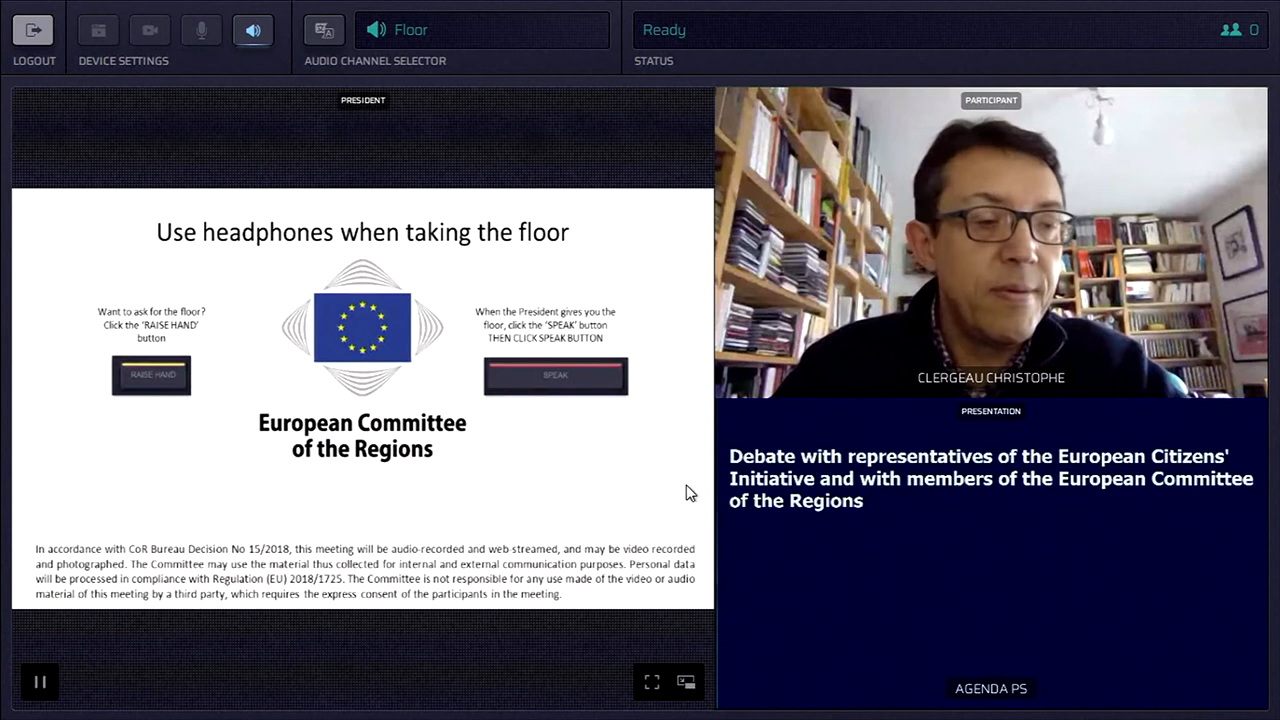 LOGOUT
DEVICE SETTINGS
AUDIO CHANNEL SELECTOR
Floor
Ready
0
STATUS
PRESIDENT
Use headphones when taking the floor
Want to ask for the floor?
Click the ‘RAISE HAND’
button
RAISE HAND
When the President gives you the
floor, click the ‘SPEAK’ button
THEN CLICK SPEAK BUTTON
SPEAK
European Committee
of the Regions
In accordance with CoR Bureau Decision No 15/2018, this meeting will be audio recorded and web streamed, and may be video recorded
and photographed. The Committee may use the material thus collected for internal and external communication purposes. Personal data
will be processed in compliance with Regulation (EU) 2018/1725. The Committee is not responsible for any use made of the video or audio
material of this meeting by a third party, which requires the express consent of the participants in the meeting.
PARTICIPANT
CLERGEAU CHRISTOPHE
PRESENTATION
Debate with representatives of the European Citizens'
Initiative and with members of the European Committee
of the Regions
AGENDA PS